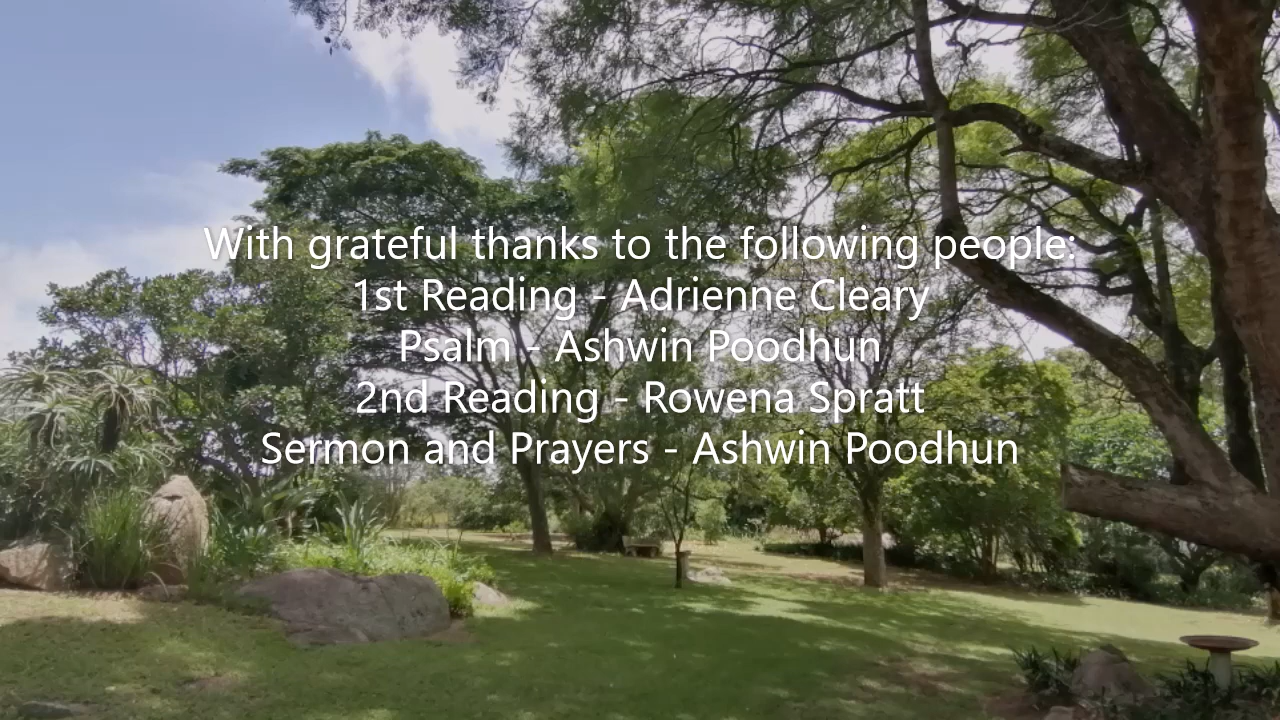 With grateful thanks to the following people:
1st Reading - Adrienne Cleary
Psalm - Ashwin Poodhun
2nd Reading - Rowena Spratt
Sermon and Prayers - Ashwin Poodhun